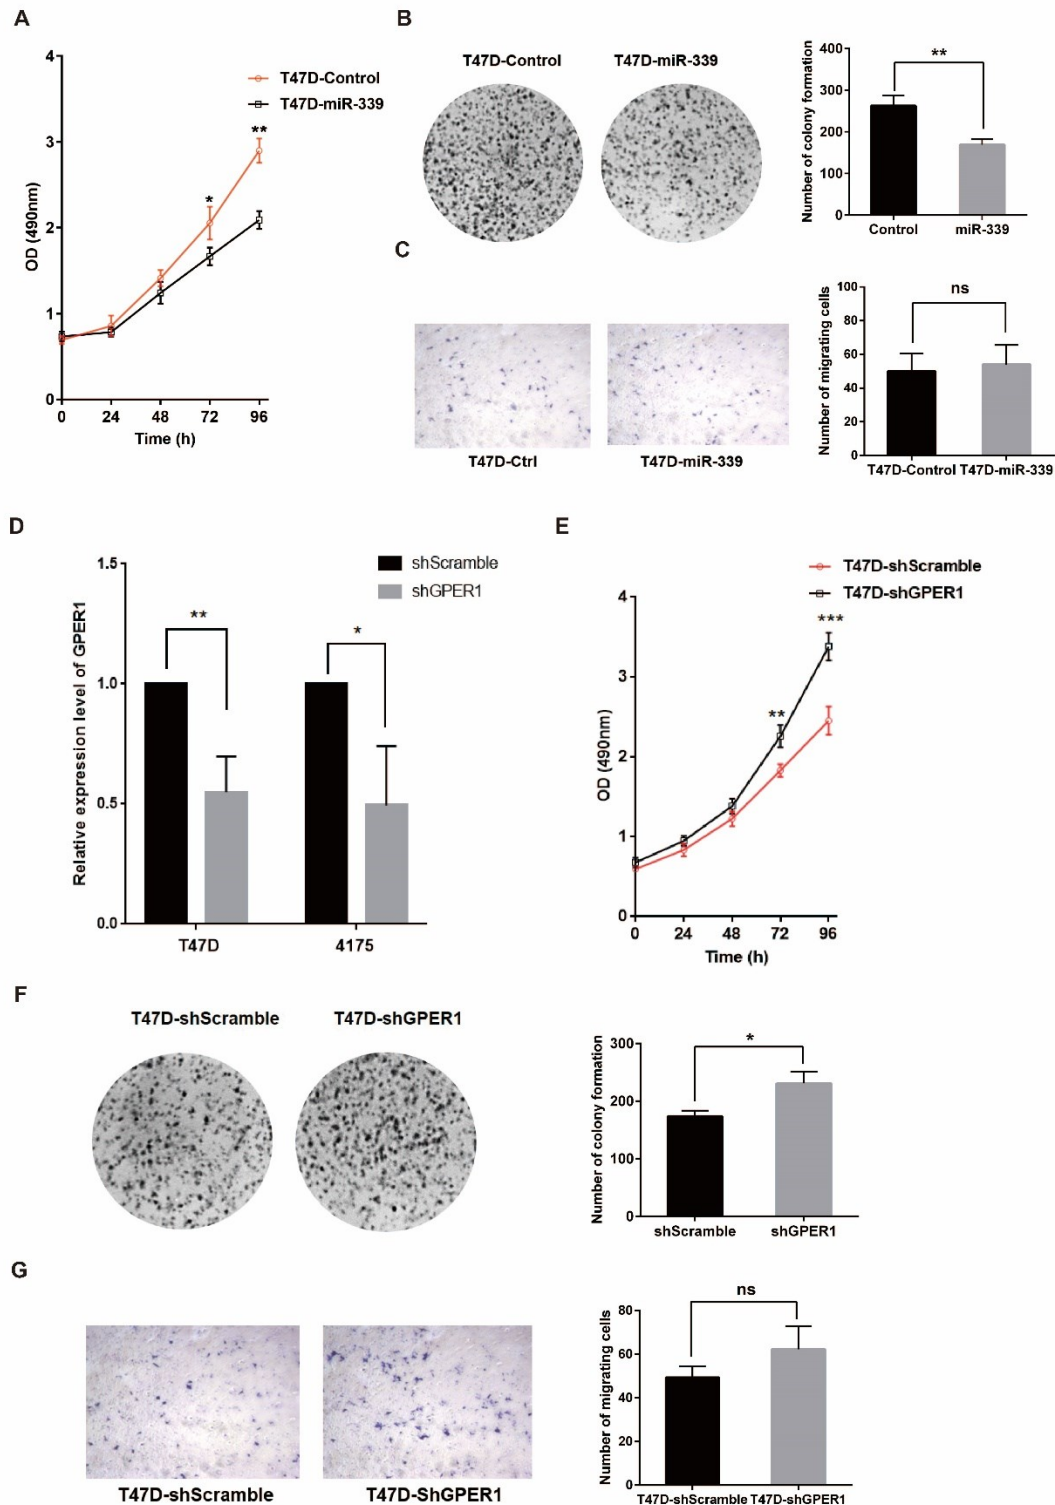 A
4
3
2
1
0
OD (490nm)
T47D-Control
T47D-miR-339
*
**
0 24 48 72 96
Time (h)
B
T47D-Control T47D-miR-339
400
300
200
100
0
Number of colony formation
**
Control miR-339
C
T47D-Ctrl T47D-miR-339
100
80
60
40
20
0
Number of migrating cells
ns
T47D-Control T47D-miR-339
D
1.5
1.0
0.5
0.0
Relative expression level of GPER1
shScramble
shGPER1
**
*
T47D 4175
E
T47D-shScramble
T47D-shGPER1
4
3
2
1
0
OD (490nm)
**
***
0 24 48 72 96
Time (h)
F
T47D-shScramble T47D-shGPER1
300
200
100
0
Number of colony formation
*
shScramble shGPER1
G
T47D-shScramble T47D-ShGPER1
80
60
40
20
0
Number of migrating cells
ns
T47D-shScramble T47D-shGPER1